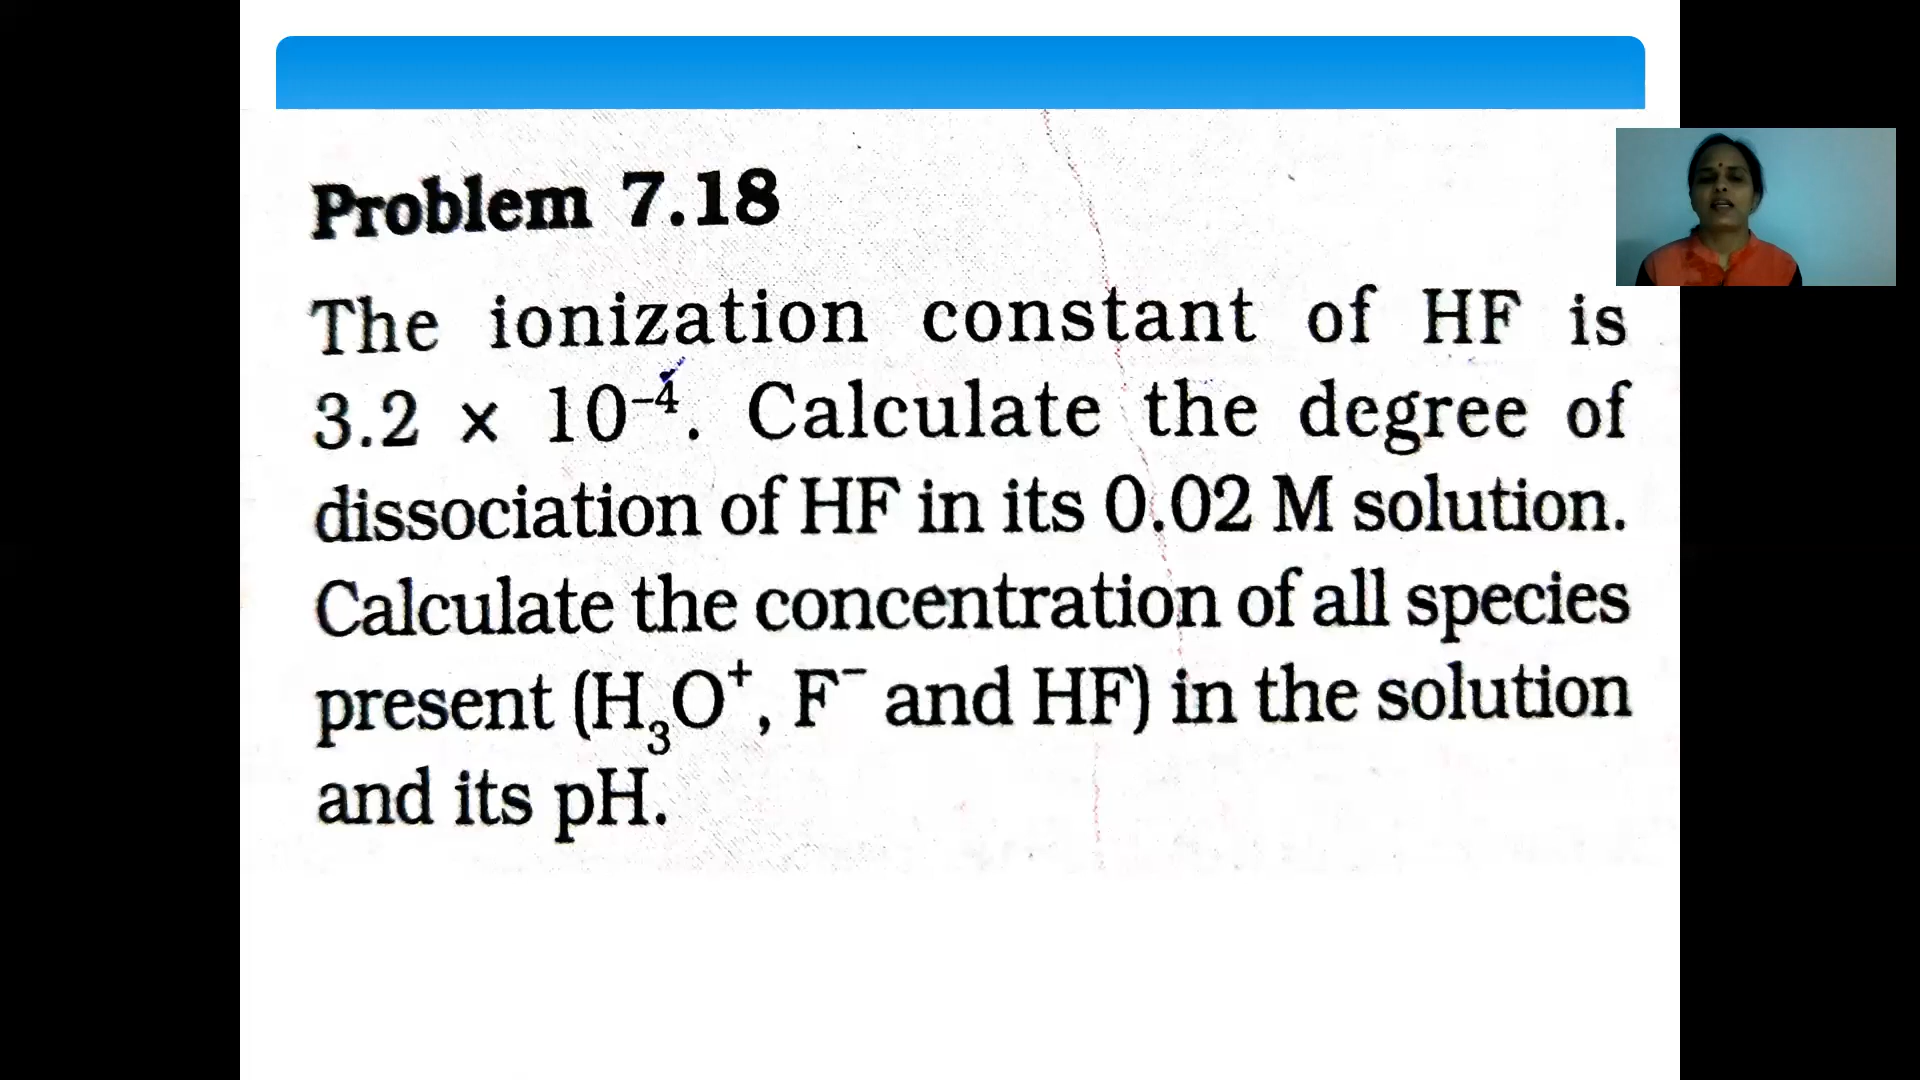 Problem 7.18
The ionization constant of HF is
3.2 × 10⁻⁴. Calculate the degree of
dissociation of HF in its 0.02 M solution.
Calculate the concentration of all species
present (H₃O⁺, F⁻ and HF) in the solution
and its pH.